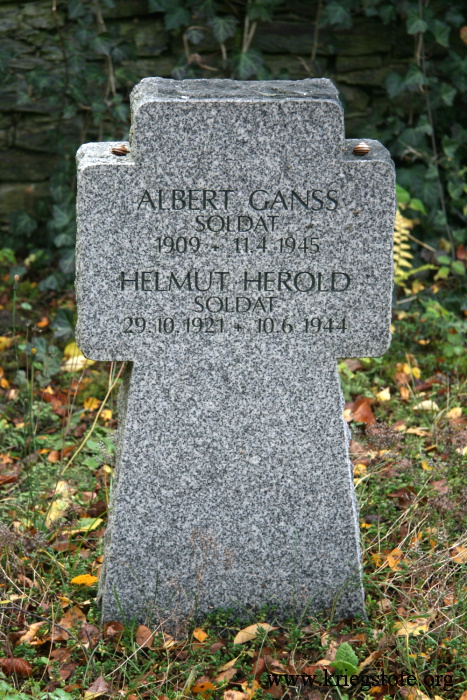 ALBERT GANSS
SOLDAT
1909 + 11.4.1945
HELMUT HEROLD
SOLDAT
29.10.1921 + 10.6.1944
www.kriegstote.org